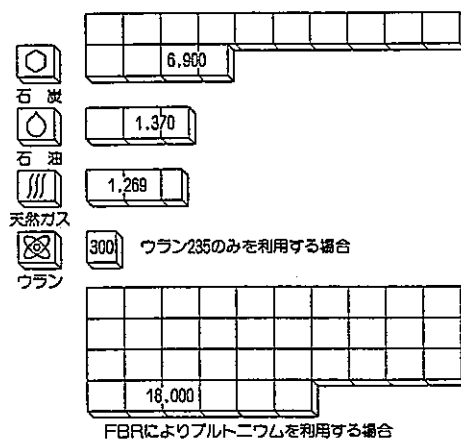 6,900
石炭
1,370
石油
1,269
天然ガス
300 ウラン235のみを利用する場合
ウラン
18,000
FBRによりプルトニウムを利用する場合